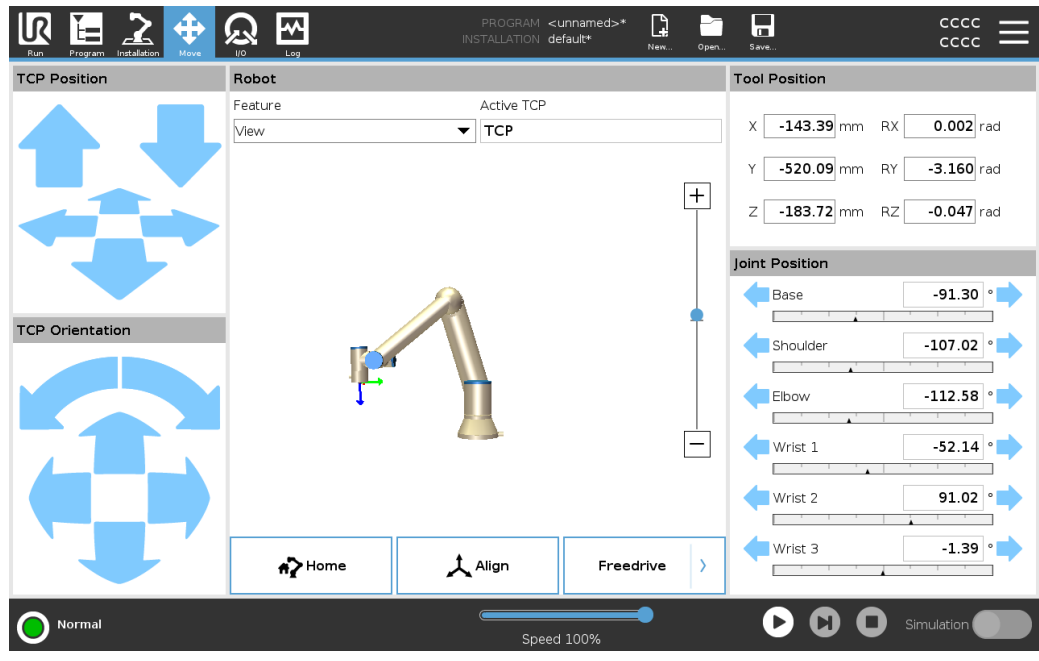 PROGRAM <unnamed>*
INSTALLATION default*
UR
Run
Program
Installation
Move
I/O
Log
New...
Open...
Save...
CCCC
CCCC
TCP Position
Robot
Tool Position
Feature
Active TCP
View
TCP
X -143.39 mm RX 0.002 rad
Y -520.09 mm RY -3.160 rad
Z -183.72 mm RZ -0.047 rad
Joint Position
Base -91.30 °
Shoulder -107.02 °
Elbow -112.58 °
Wrist 1 -52.14 °
Wrist 2 91.02 °
Wrist 3 -1.39 °
TCP Orientation
Home
Align
Freedrive
Normal
Speed 100%
Simulation